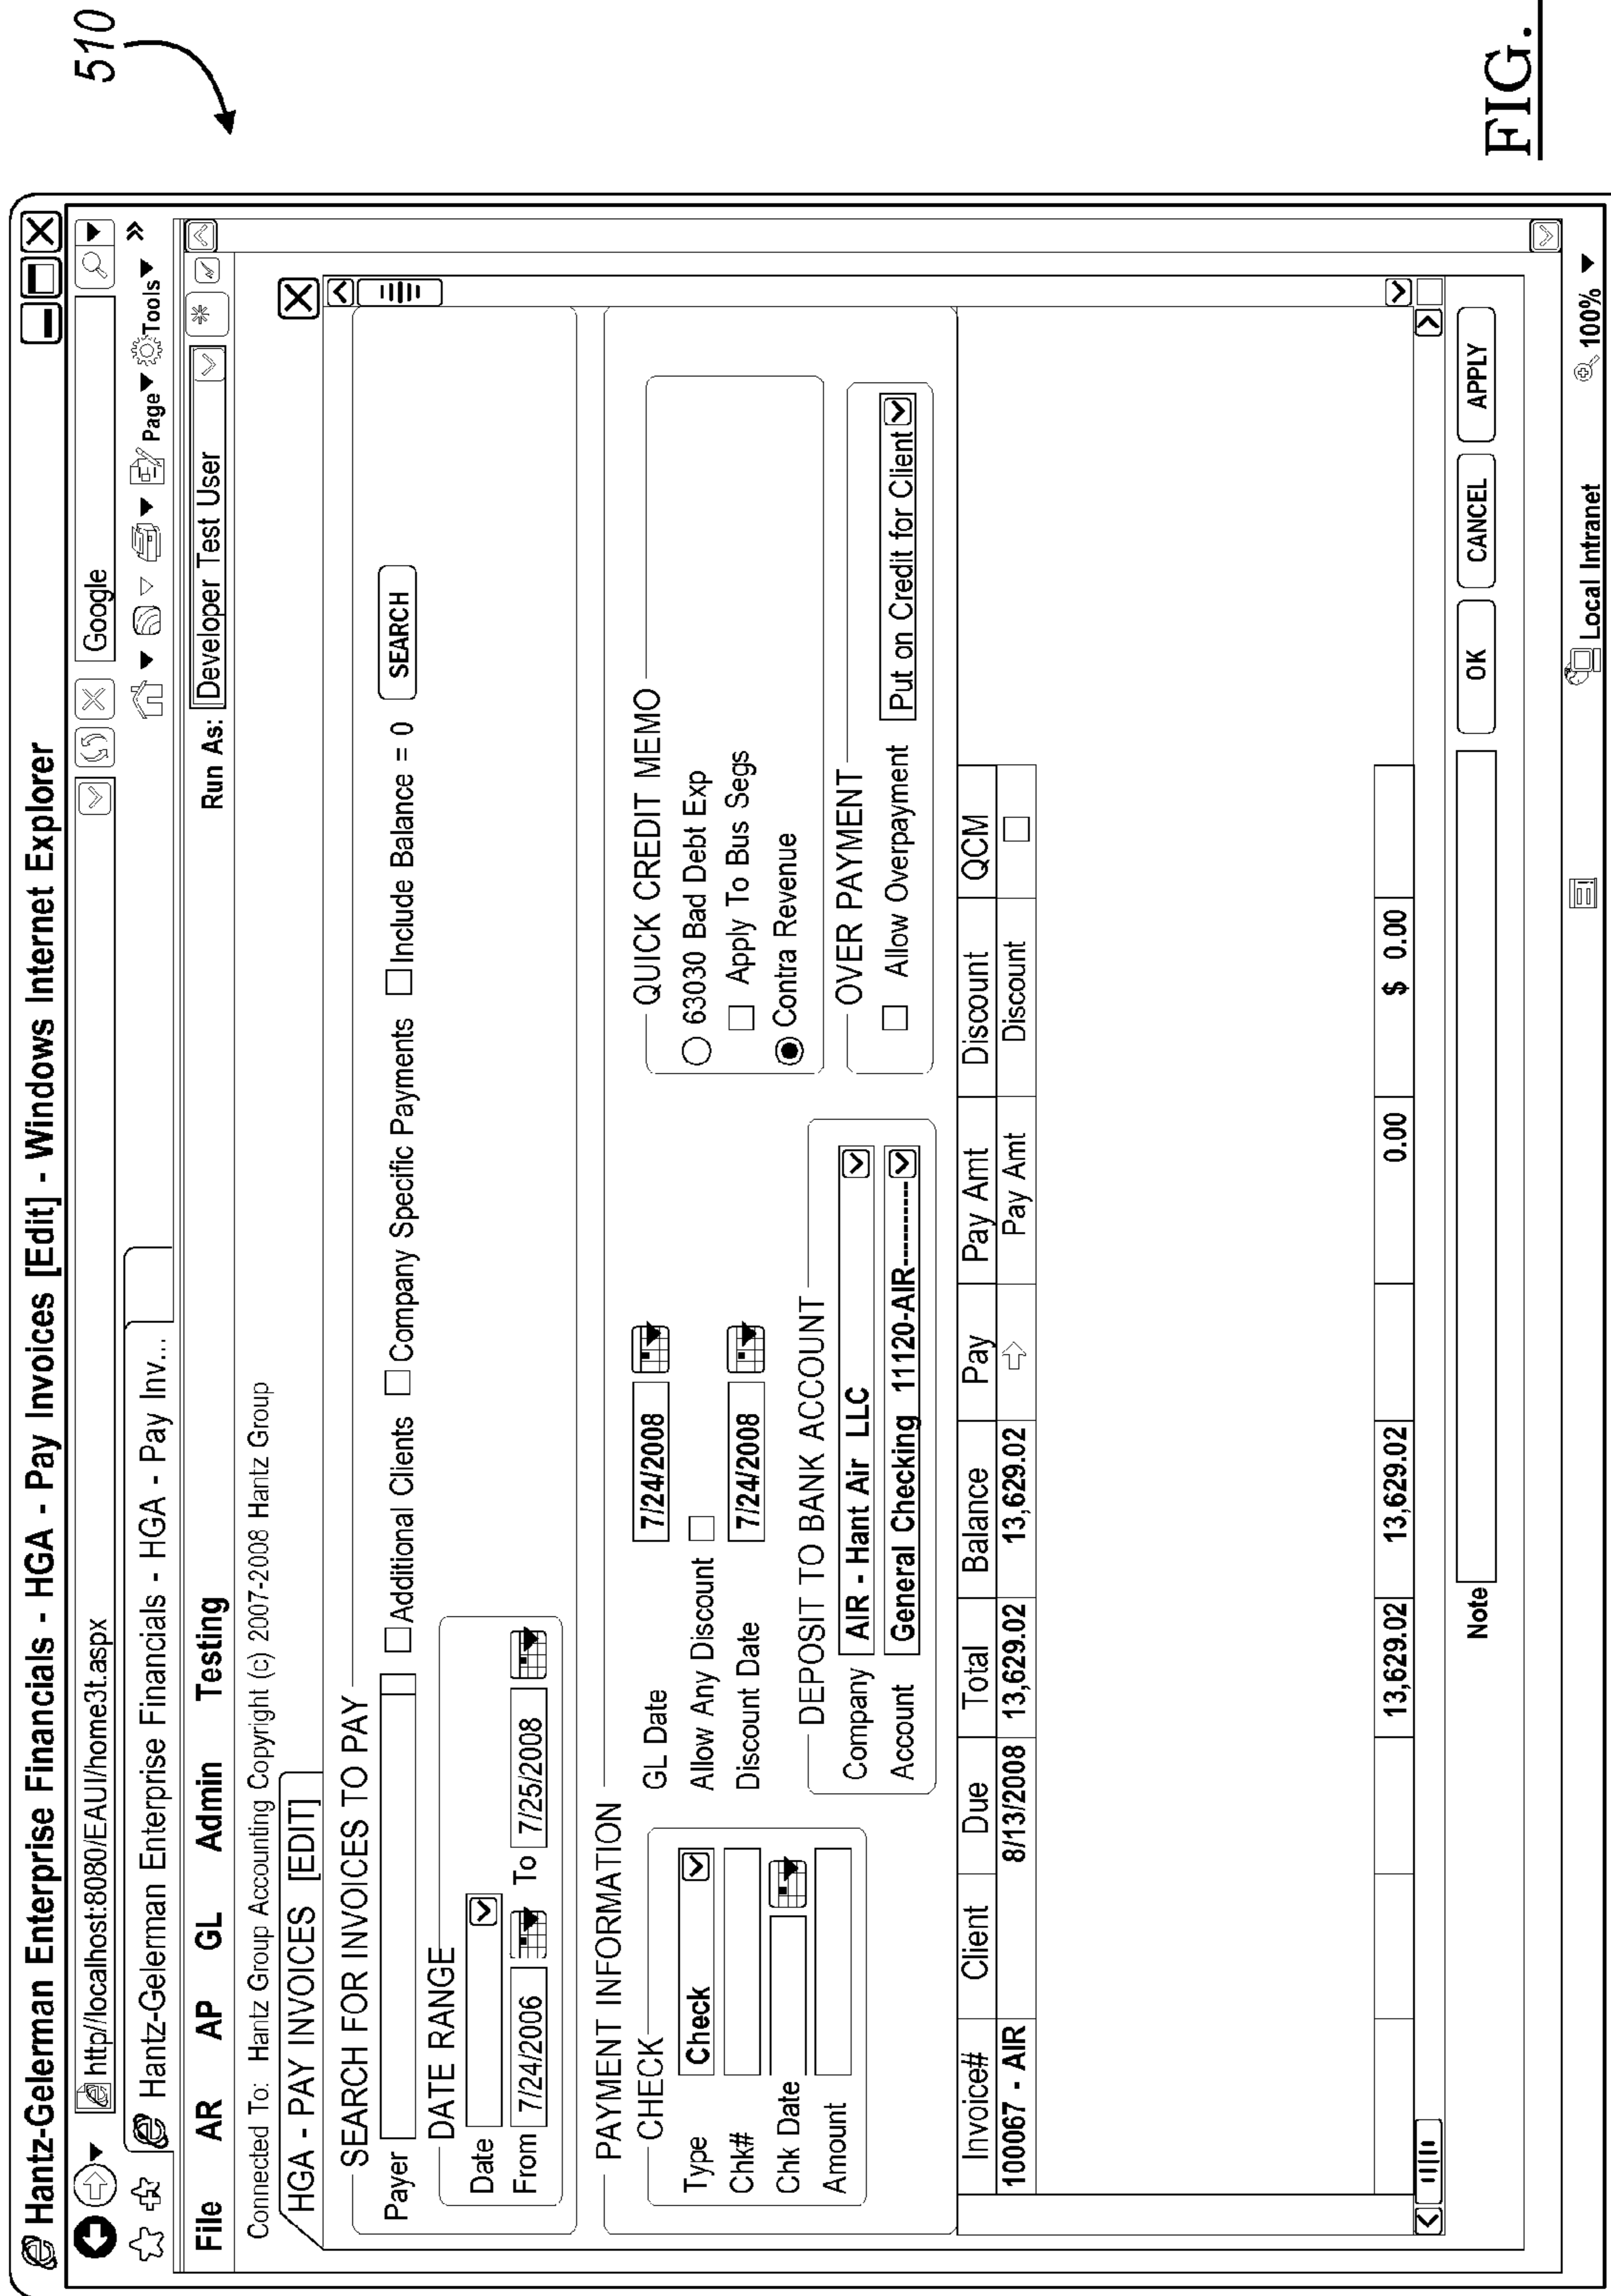 510
Hantz-Gelerman Enterprise Financials - HGA - Pay Invoices [Edit] - Windows Internet Explorer
http//localhost:8080/EAUI/home3t.aspx
Google
Hantz-Gelerman Enterprise Financials - HGA - Pay Inv...
Page Tools
File AR AP GL Admin Testing Run As: Developer Test User
Connected To: Hantz Group Accounting Copyright (c) 2007-2008 Hantz Group
HGA - PAY INVOICES [EDIT]
SEARCH FOR INVOICES TO PAY
Payer Additional Clients Company Specific Payments Include Balance = 0 SEARCH
DATE RANGE
Date
From 7/24/2006 To 7/25/2008
PAYMENT INFORMATION
CHECK
Type Check
Chk#
Chk Date
Amount
GL Date 7/24/2008
Allow Any Discount
Discount Date 7/24/2008
DEPOSIT TO BANK ACCOUNT
Company AIR - Hant Air LLC
Account General Checking 11120-AIR-----------
QUICK CREDIT MEMO
63030 Bad Debt Exp
Apply To Bus Segs
Contra Revenue
OVER PAYMENT
Allow Overpayment Put on Credit for Client
Invoice# Client Due Total Balance Pay Pay Amt Discount QCM
100067 - AIR 8/13/2008 13,629.02 13,629.02 Pay Amt Discount
13,629.02 13,629.02 0.00 $ 0.00
Note OK CANCEL APPLY
Local Intranet 100%
FIG.